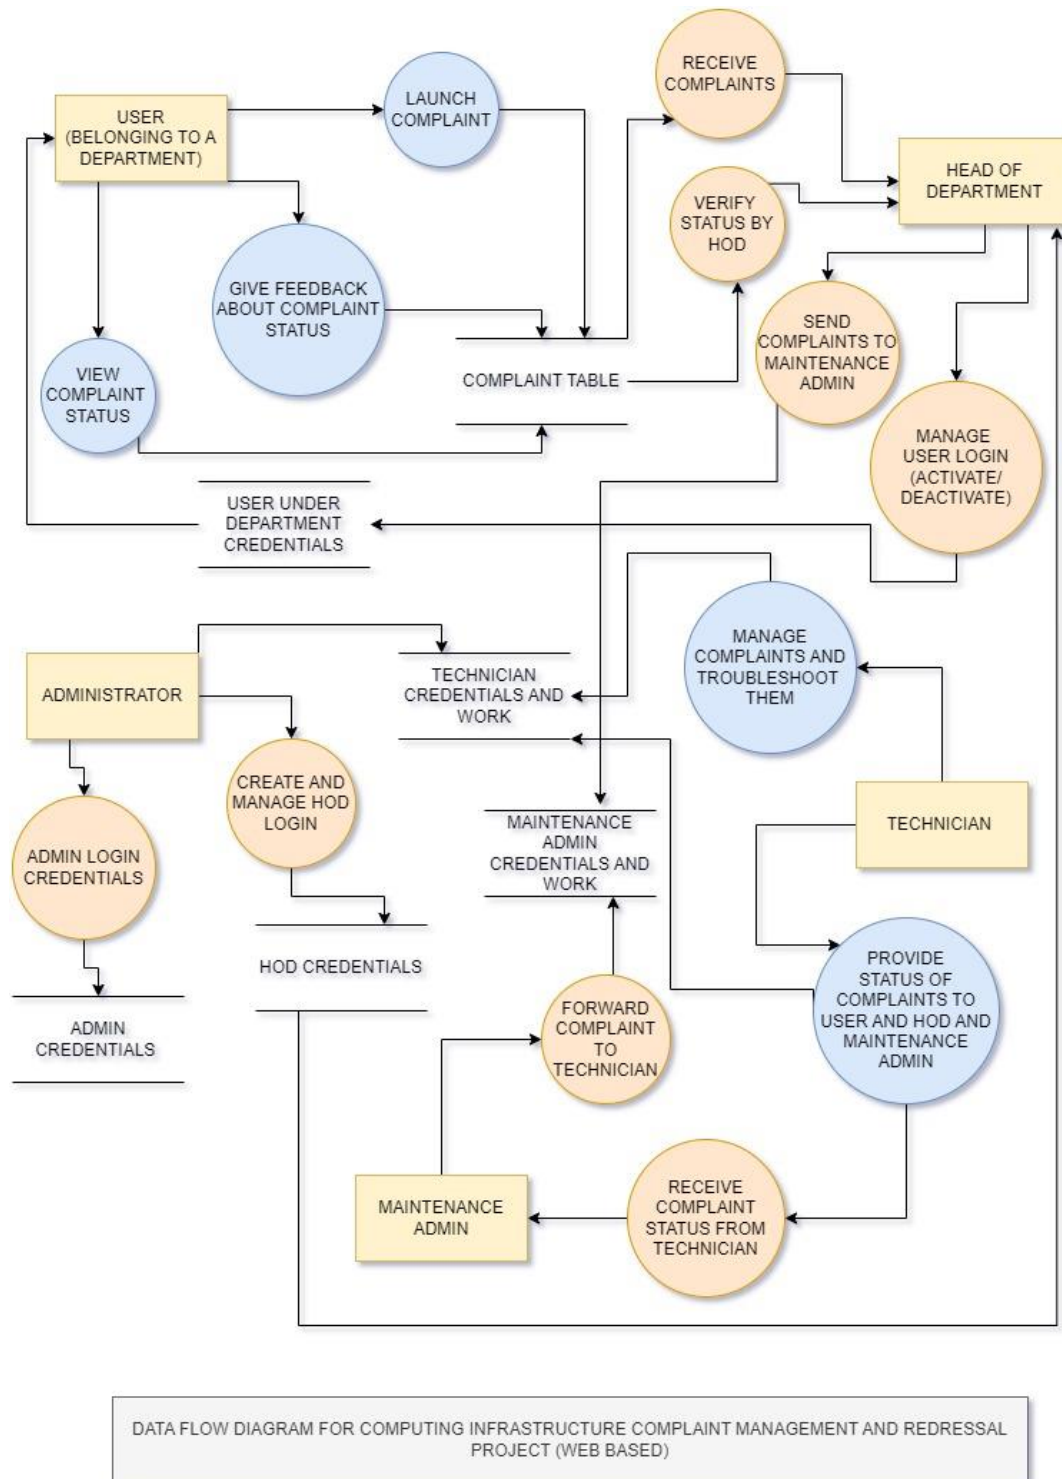 RECEIVE
COMPLAINTS
LAUNCH
COMPLAINT
USER
(BELONGING TO A
DEPARTMENT)
HEAD OF
DEPARTMENT
VERIFY
STATUS BY
HOD
GIVE FEEDBACK
ABOUT COMPLAINT
STATUS
SEND
COMPLAINTS TO
MAINTENANCE
ADMIN
VIEW
COMPLAINT
STATUS
COMPLAINT TABLE
MANAGE
USER LOGIN
(ACTIVATE/
DEACTIVATE)
USER UNDER
DEPARTMENT
CREDENTIALS
MANAGE
COMPLAINTS AND
TROUBLESHOOT
THEM
ADMINISTRATOR
TECHNICIAN
CREDENTIALS AND
WORK
CREATE AND
MANAGE HOD
LOGIN
MAINTENANCE
ADMIN
CREDENTIALS AND
WORK
TECHNICIAN
ADMIN LOGIN
CREDENTIALS
HOD CREDENTIALS
PROVIDE
STATUS OF
COMPLAINTS TO
USER AND HOD AND
MAINTENANCE
ADMIN
ADMIN
CREDENTIALS
FORWARD
COMPLAINT
TO
TECHNICIAN
MAINTENANCE
ADMIN
RECEIVE
COMPLAINT
STATUS FROM
TECHNICIAN
DATA FLOW DIAGRAM FOR COMPUTING INFRASTRUCTURE COMPLAINT MANAGEMENT AND REDRESSAL
PROJECT (WEB BASED)